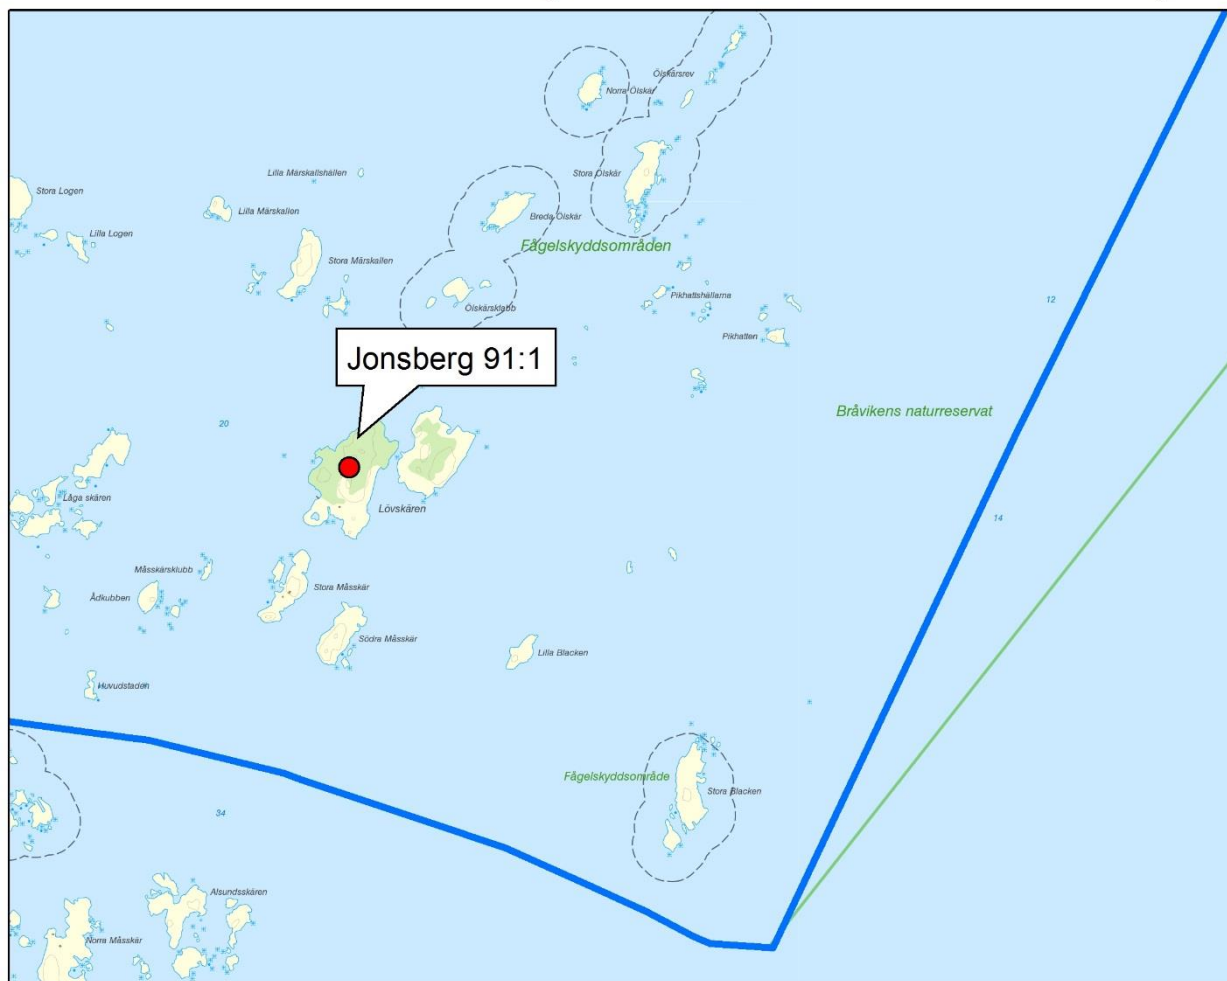 Ölskärsrev
Norra Ölskär
Lilla Märskallshällen
Stora Ölskär
Stora Logen
Lilla Märskallen
Breda Ölskär
Lilla Logen
Fågelskyddsområden
Stora Märskallen
Pikhattshällarna
12
Ölskärsklabb
Pikhatten
Jonsberg 91:1
Bråvikens naturreservat
20
Låga skären
Lövskären
14
Måsskärsklubb
Stora Måsskär
Ådkubben
Södra Måsskär
Lilla Blacken
Huvudstaden
Fågelskyddsområde
Stora Blacken
34
Alsundsskären
Norra Måsskär